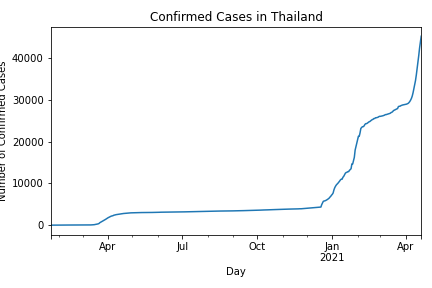 Confirmed Cases in Thailand
Number of Confirmed Cases
40000
30000
20000
10000
0
Apr
Jul
Oct
Jan
2021
Apr
Day